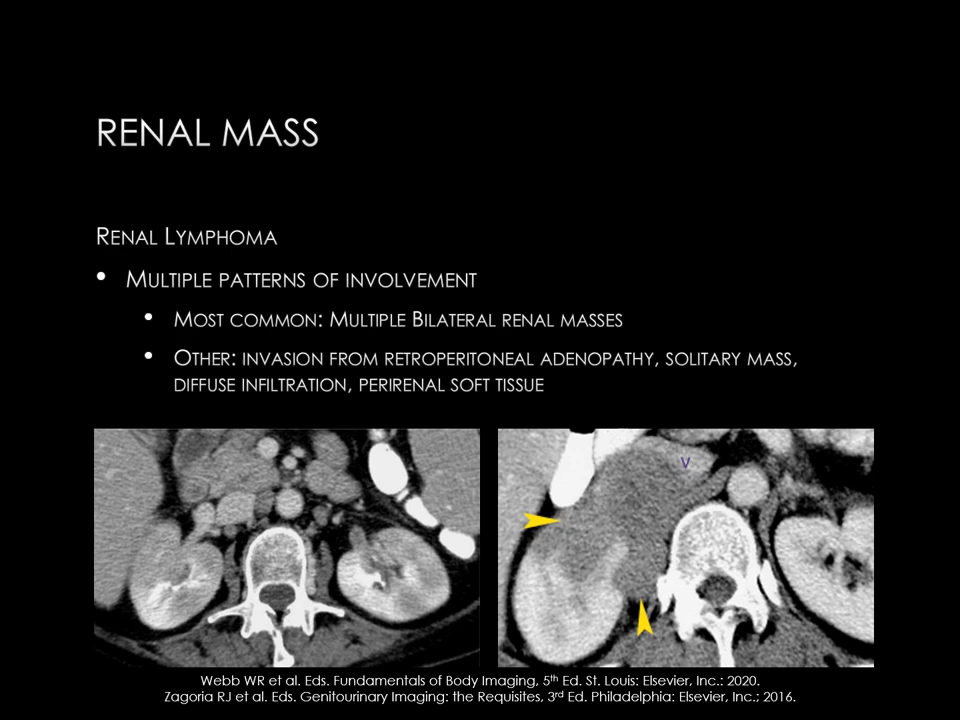 RENAL MASS
RENAL LYMPHOMA
• MULTIPLE PATTERNS OF INVOLVEMENT
• MOST COMMON: MULTIPLE BILATERAL RENAL MASSES
• OTHER: INVASION FROM RETROPERITONEAL ADENOPATHY, SOLITARY MASS,
DIFFUSE INFILTRATION, PERIRENAL SOFT TISSUE
V
Webb WR et al. Eds. Fundamentals of Body Imaging, 5th Ed. St. Louis: Elsevier, Inc.: 2020.
Zagoria RJ et al. Eds. Genitourinary Imaging: the Requisites, 3rd Ed. Philadelphia: Elsevier, Inc.; 2016.